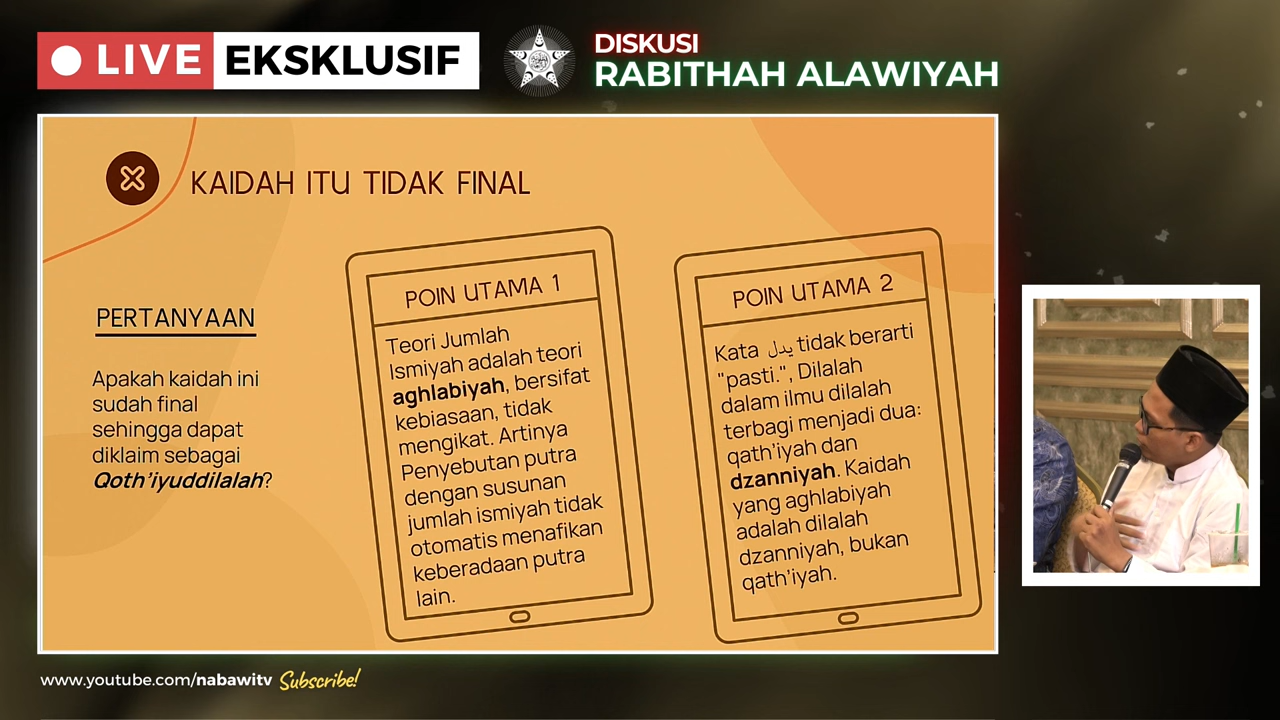 LIVE EKSKLUSIF
DISKUSI
RABITHAH ALAWIYAH
KAIDAH ITU TIDAK FINAL
PERTANYAAN
Apakah kaidah ini
sudah final
sehingga dapat
diklaim sebagai
Qoth'iyuddilalah?
POIN UTAMA 1
Teori Jumlah
Ismiyah adalah teori
aghlabiyah, bersifat
kebiasaan, tidak
mengikat. Artinya
Penyebutan putra
dengan susunan
jumlah ismiyah tidak
otomatis menafikan
keberadaan putra
lain.
POIN UTAMA 2
Kata يدل tidak berarti
"pasti.", Dilalah
dalam ilmu dilalah
terbagi menjadi dua:
qath'iyah dan
dzanniyah. Kaidah
yang aghlabiyah
adalah dilalah
dzanniyah, bukan
qath'iyah.
www.youtube.com/nabawitv Subscribe!